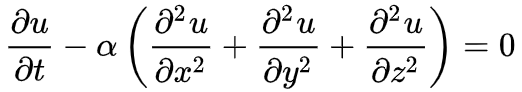 ∂u/∂t − α(∂²u/∂x² + ∂²u/∂y² + ∂²u/∂z²) = 0